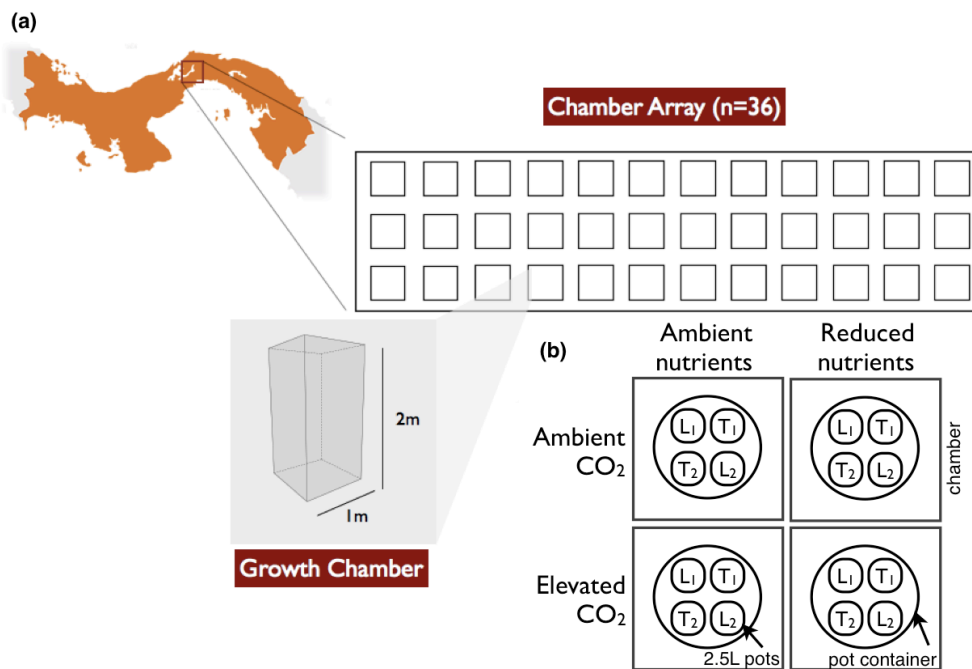 (a)
Chamber Array (n=36)
2m
1m
Growth Chamber
(b)
Ambient
nutrients
Reduced
nutrients
Ambient
CO₂
L₁ T₁
T₂ L₂
L₁ T₁
T₂ L₂
chamber
Elevated
CO₂
L₁ T₁
T₂ L₂
L₁ T₁
T₂ L₂
2.5L pots
pot container